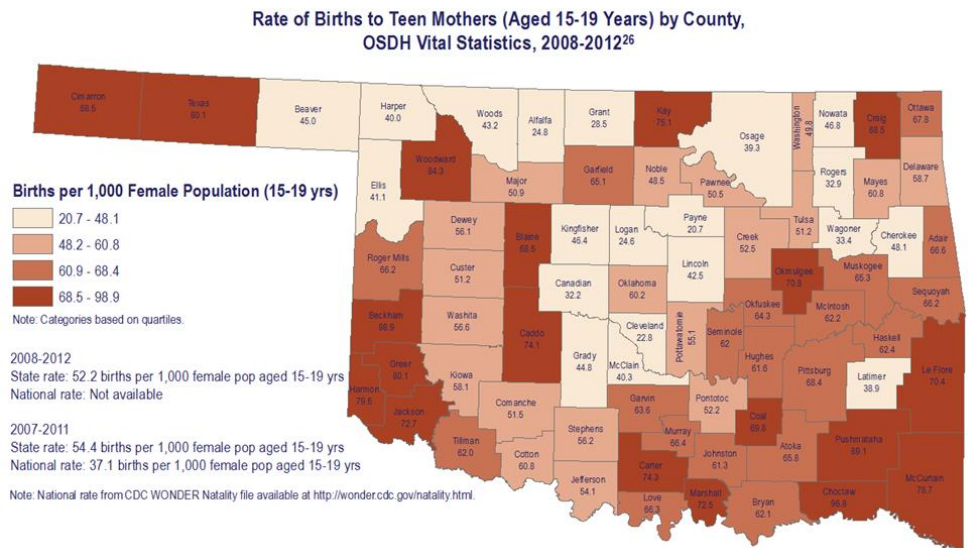 Rate of Births to Teen Mothers (Aged 15-19 Years) by County,
OSDH Vital Statistics, 2008-2012²⁶
Cimarron
68.5
Texas
80.1
Beaver
45.0
Harper
40.0
Woods
43.2
Alfalfa
24.8
Grant
28.5
Kay
75.1
Osage
39.3
Washington
49.8
Nowata
46.8
Craig
68.5
Ottawa
67.8
Woodward
84.3
Major
50.9
Garfield
65.1
Noble
48.5
Pawnee
50.5
Rogers
32.9
Mayes
60.8
Delaware
58.7
Ellis
41.1
Dewey
56.1
Blaine
68.5
Kingfisher
46.4
Logan
24.6
Payne
20.7
Creek
52.5
Tulsa
51.2
Wagoner
33.4
Cherokee
48.1
Adair
66.6
Roger Mills
66.2
Custer
51.2
Canadian
32.2
Oklahoma
60.2
Lincoln
42.5
Okmulgee
Muskogee
65.3
Sequoyah
66.2
Beckham
Washita
56.6
Caddo
74.1
Grady
44.8
Cleveland
22.8
McClain
40.3
Pottawatomie
55.1
Seminole
62
Okfuskee
64.3
McIntosh
62.2
Haskell
62.4
Hughes
61.6
Pittsburg
68.4
Latimer
38.9
Le Flore
70.4
Greer
80.1
Kiowa
58.1
Harmon
79.6
Jackson
72.7
Comanche
51.5
Tillman
62.0
Cotton
60.8
Stephens
56.2
Jefferson
54.1
Garvin
63.6
Murray
66.4
Pontotoc
52.2
Coal
69.8
Johnston
61.3
Atoka
65.8
Pushmataha
Carter
74.3
Love
66.3
Marshall
72.5
Bryan
62.1
Choctaw
McCurtain
Births per 1,000 Female Population (15-19 yrs)
20.7 - 48.1
48.2 - 60.8
60.9 - 68.4
68.5 - 98.9
Note: Categories based on quartiles.
2008-2012
State rate: 52.2 births per 1,000 female pop aged 15-19 yrs
National rate: Not available
2007-2011
State rate: 54.4 births per 1,000 female pop aged 15-19 yrs
National rate: 37.1 births per 1,000 female pop aged 15-19 yrs
Note: National rate from CDC WONDER Natality file available at http://wonder.cdc.gov/natality.html.